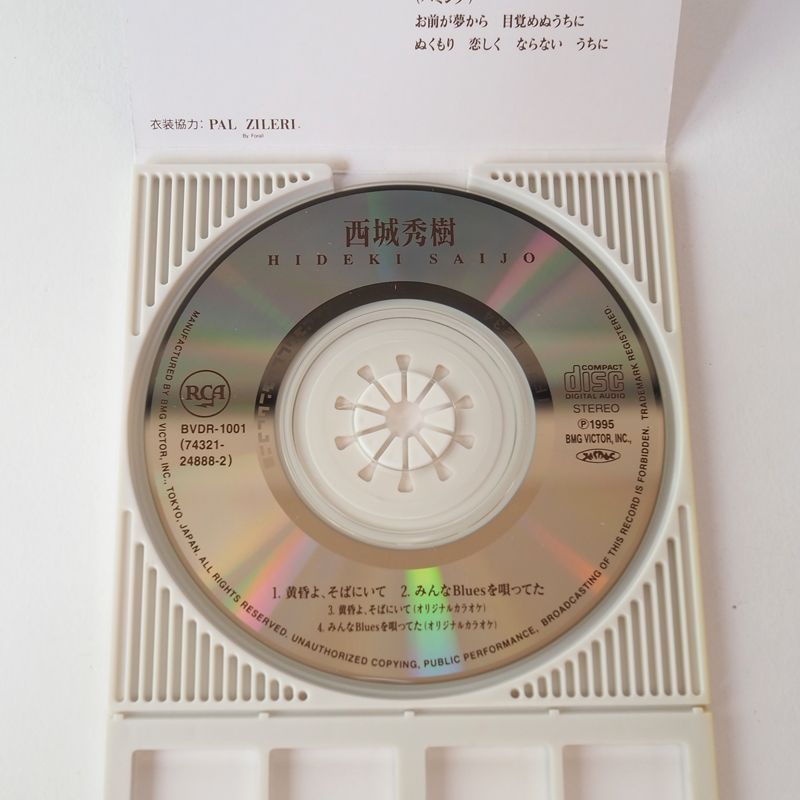 (ハミング)
お前が夢から 目覚めぬうちに
ぬくもり 恋しく ならない うちに
衣装協力: PAL ZILERI.
By Forall
西城秀樹
HIDEKI SAIJO
RCA
BVDR-1001
(74321-
24888-2)
COMPACT
disc
DIGITAL AUDIO
STEREO
Ⓟ1995
BMG VICTOR, INC.,
1. 黄昏よ、そばにいて 2. みんなBluesを唄ってた
3. 黄昏よ、そばにいて(オリジナルカラオケ)
4. みんなBluesを唄ってた(オリジナルカラオケ)
MANUFACTURED BY BMG VICTOR, INC., TOKYO, JAPAN. ALL RIGHTS RESERVED. UNAUTHORIZED COPYING, PUBLIC PERFORMANCE, BROADCASTING OF THIS RECORD IS FORBIDDEN. TRADEMARK REGISTERED.